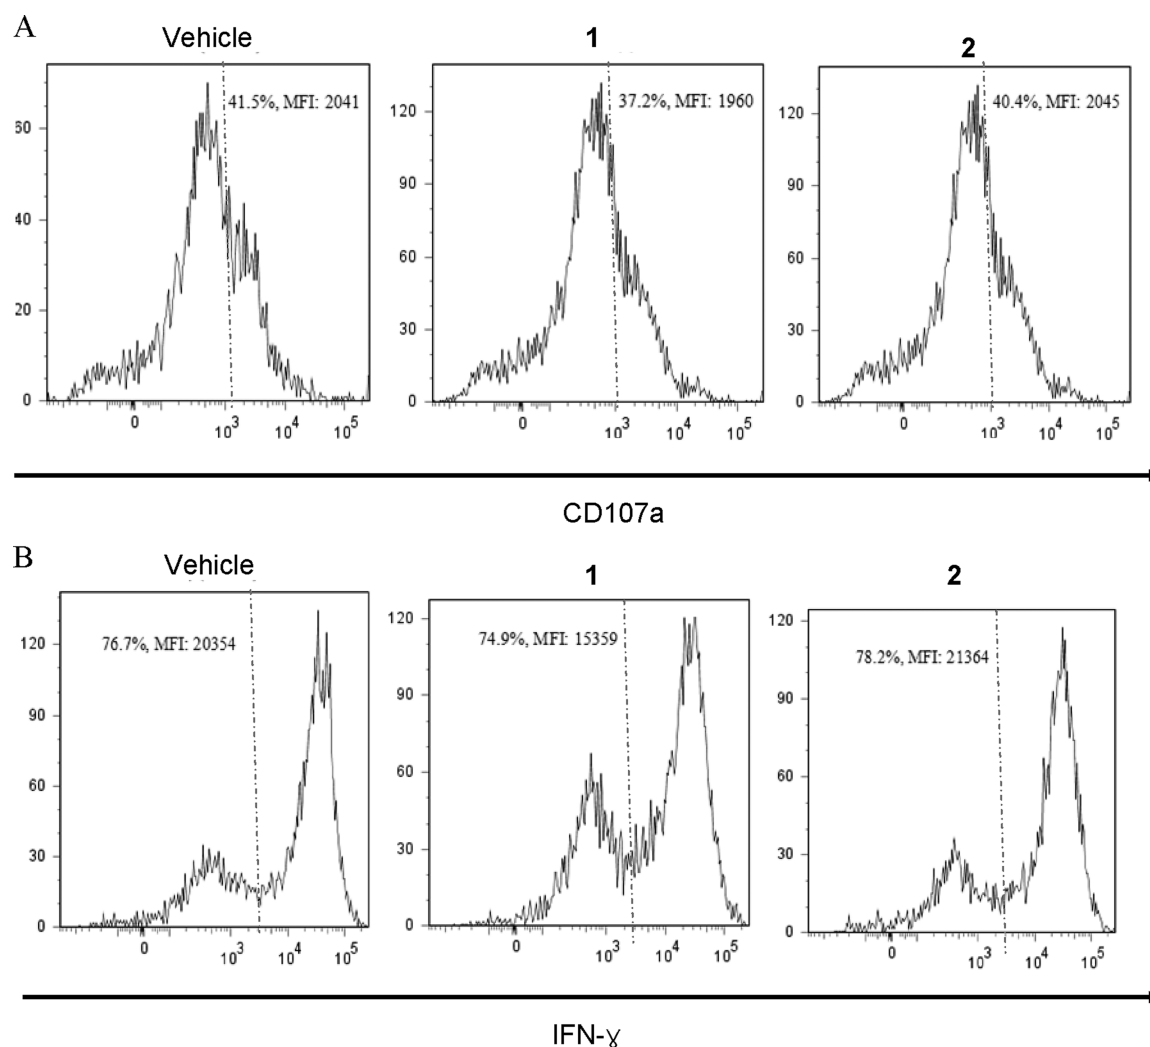 A
Vehicle
1
2
41.5%, MFI: 2041
37.2%, MFI: 1960
40.4%, MFI: 2045
60
40
20
0
120
90
60
30
0
120
90
60
30
0
0 10³ 10⁴ 10⁵
0 10³ 10⁴ 10⁵
0 10³ 10⁴ 10⁵
CD107a
B
Vehicle
1
2
76.7%, MFI: 20354
74.9%, MFI: 15359
78.2%, MFI: 21364
120
90
60
30
0
120
90
60
30
0
120
90
60
30
0
0 10³ 10⁴ 10⁵
0 10³ 10⁴ 10⁵
0 10³ 10⁴ 10⁵
IFN-γ